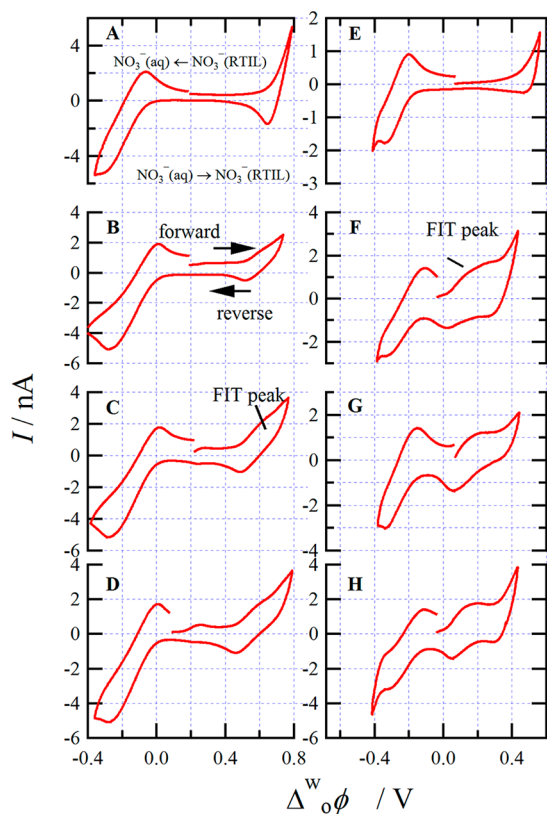 A
NO₃⁻(aq) ← NO₃⁻(RTIL)
NO₃⁻(aq) → NO₃⁻(RTIL)
4
0
-4
E
2
1
0
-1
-2
-3
B
forward
reverse
4
2
0
-2
-4
-6
F
FIT peak
2
0
-2
C
FIT peak
4
2
0
-2
-4
-6
G
2
0
-2
-4
D
4
2
0
-2
-4
-6
H
4
2
0
-2
-4
-6
-0.4 0.0 0.4 0.8
-0.4 0.0 0.4
I / nA
Δʷₒϕ / V